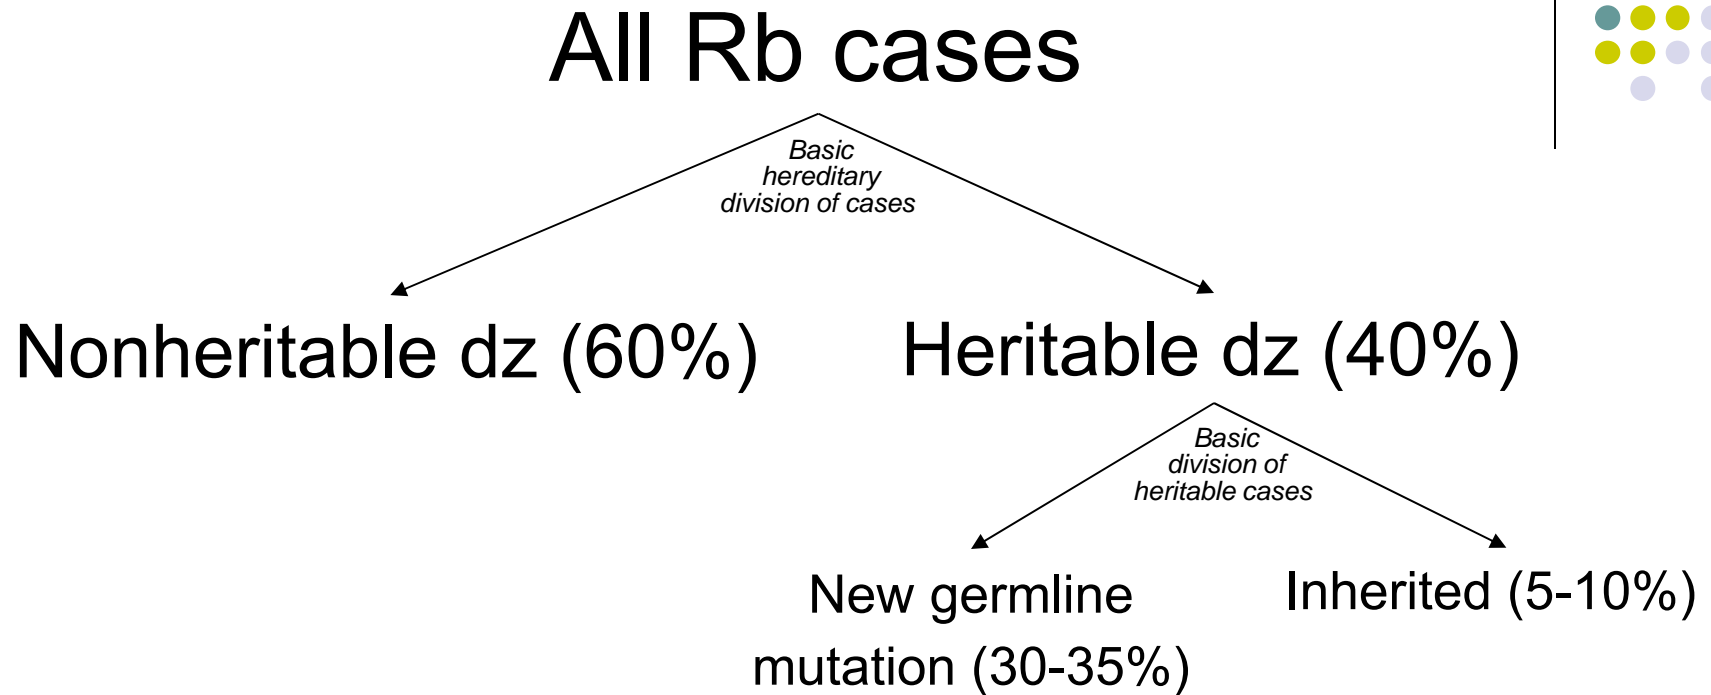 All Rb cases
Basic
hereditary
division of cases
Nonheritable dz (60%)
Heritable dz (40%)
Basic
division of
heritable cases
New germline
mutation (30-35%)
Inherited (5-10%)